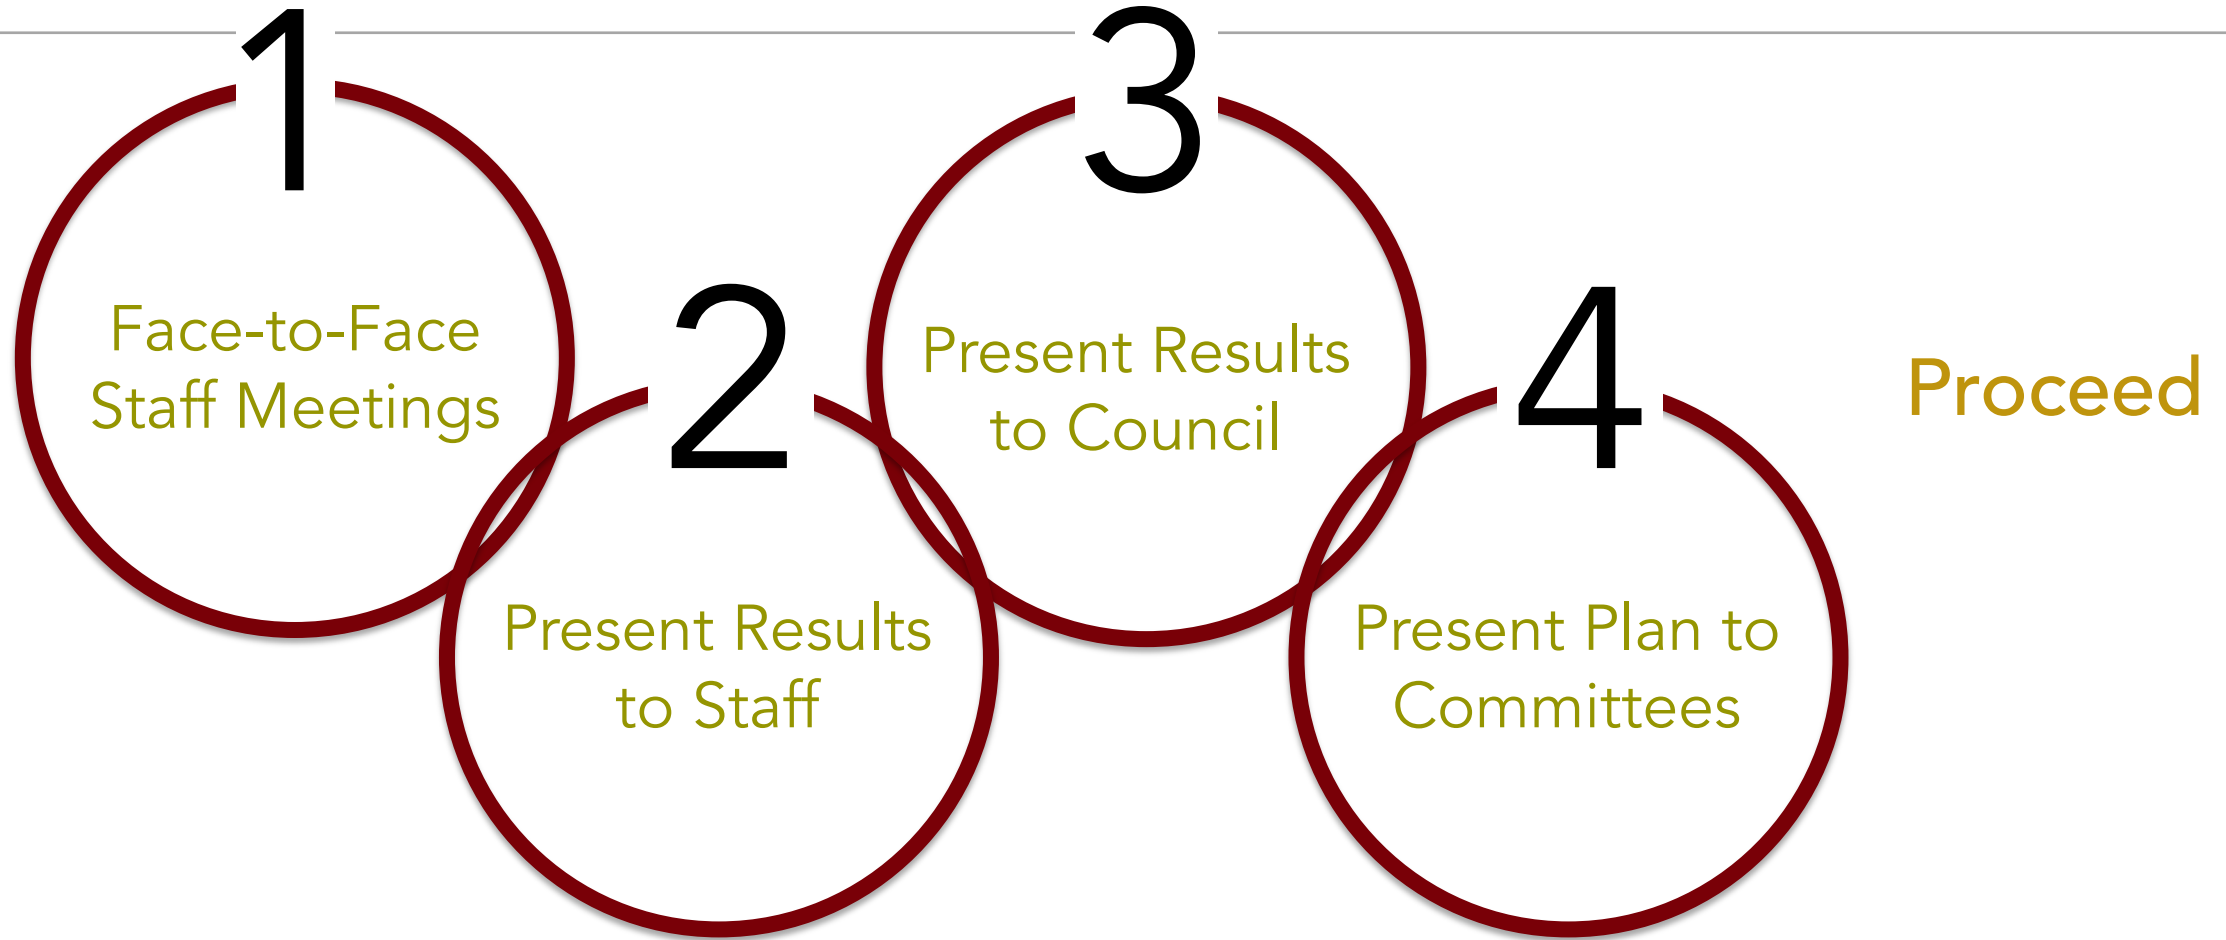 1
Face-to-Face
Staff Meetings
2
Present Results
to Staff
3
Present Results
to Council
4
Present Plan to
Committees
Proceed